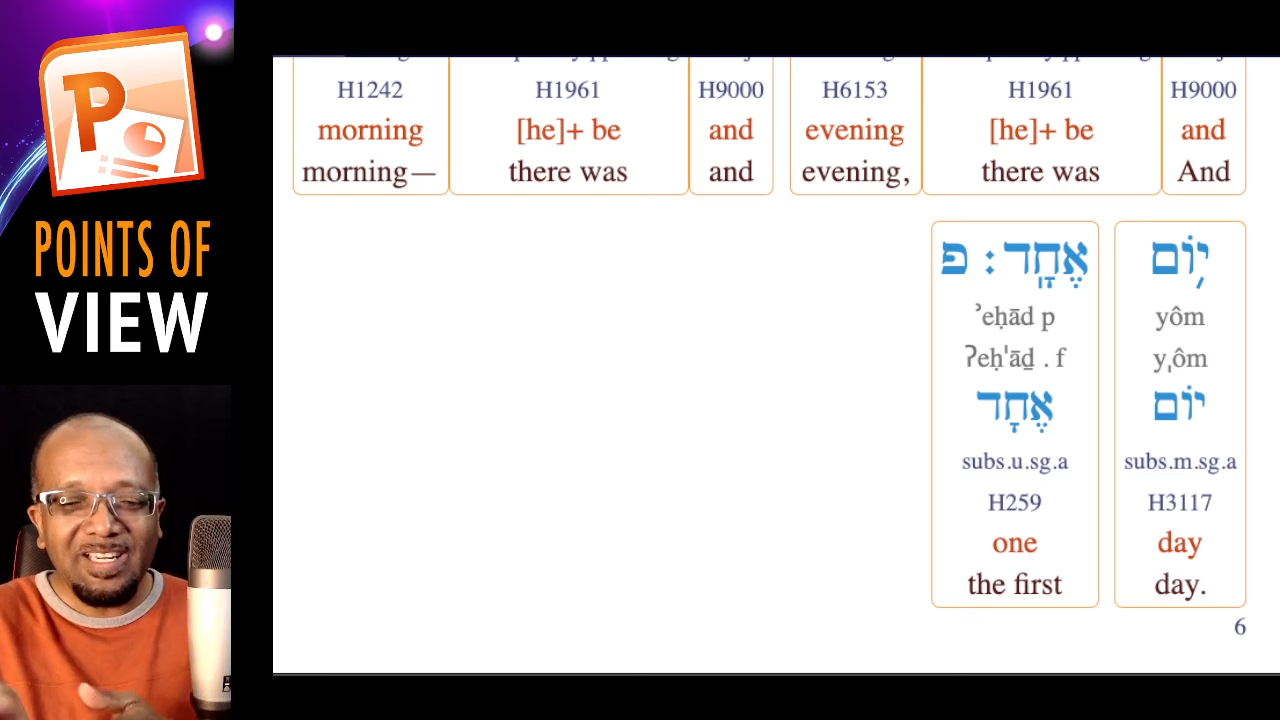 P
POINTS OF
VIEW
H1242 H1961 H9000 H6153 H1961 H9000
morning [he]+ be and evening [he]+ be and
morning— there was and evening, there was And
אֶחָֽד׃ פ
ʾeḥād p
ʔeḥˈāḏ . f
אֶחָד
subs.u.sg.a
H259
one
the first
י֥וֹם
yôm
yˌôm
יוֹם
subs.m.sg.a
H3117
day
day.
6